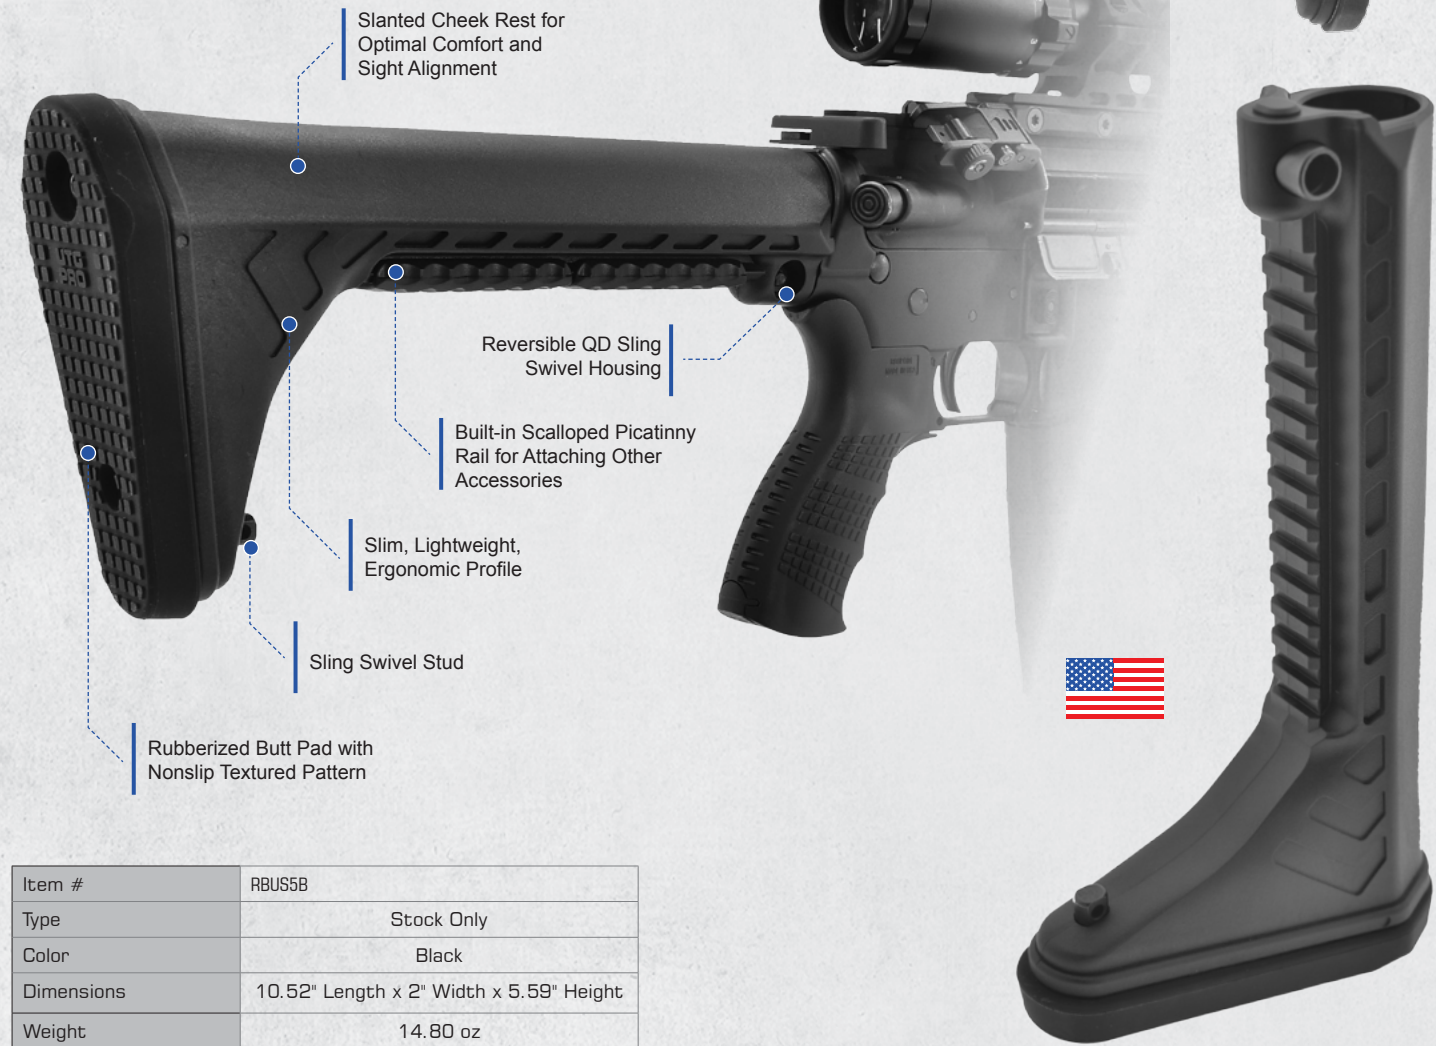 Slanted Cheek Rest for
Optimal Comfort and
Sight Alignment
UTG
PRO
Reversible QD Sling
Swivel Housing
Built-in Scalloped Picatinny
Rail for Attaching Other
Accessories
Slim, Lightweight,
Ergonomic Profile
Sling Swivel Stud
Rubberized Butt Pad with
Nonslip Textured Pattern
Item # RBUS5B
Type Stock Only
Color Black
Dimensions 10.52" Length x 2" Width x 5.59" Height
Weight 14.80 oz